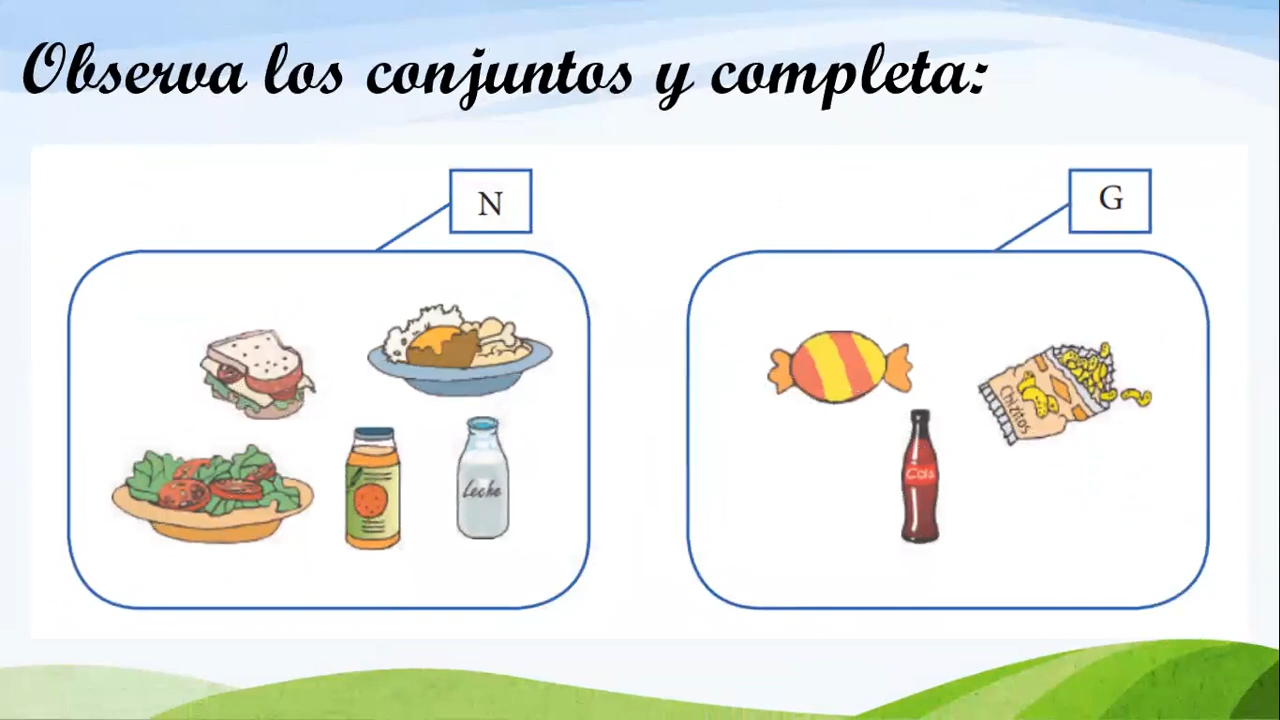 Observa los conjuntos y completa:
N
G
Chizitos
Leche
Cola